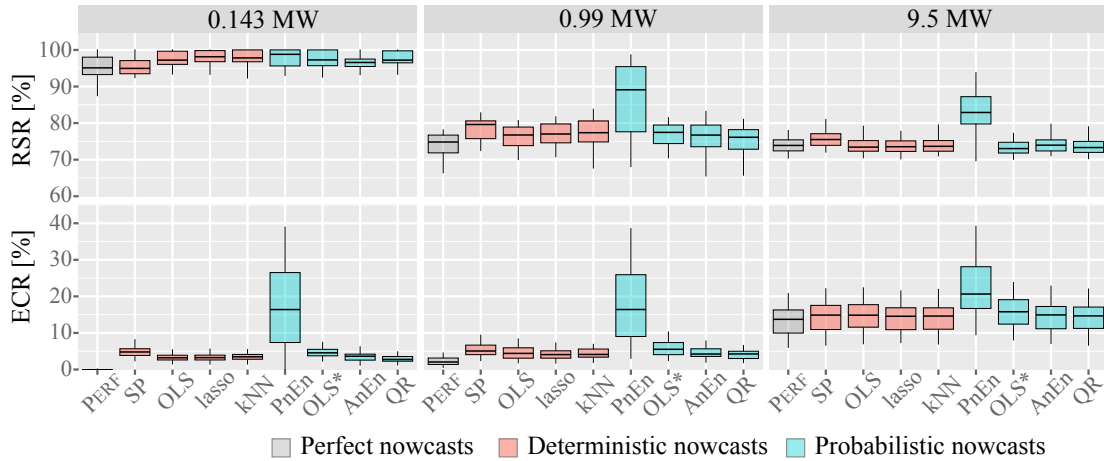 0.143 MW 0.99 MW 9.5 MW
RSR [%]
100
90
80
70
60
ECR [%]
40
30
20
10
0
PERF SP OLS lasso kNN PnEn OLS* AnEn QR PERF SP OLS lasso kNN PnEn OLS* AnEn QR PERF SP OLS lasso kNN PnEn OLS* AnEn QR
Perfect nowcasts Deterministic nowcasts Probabilistic nowcasts